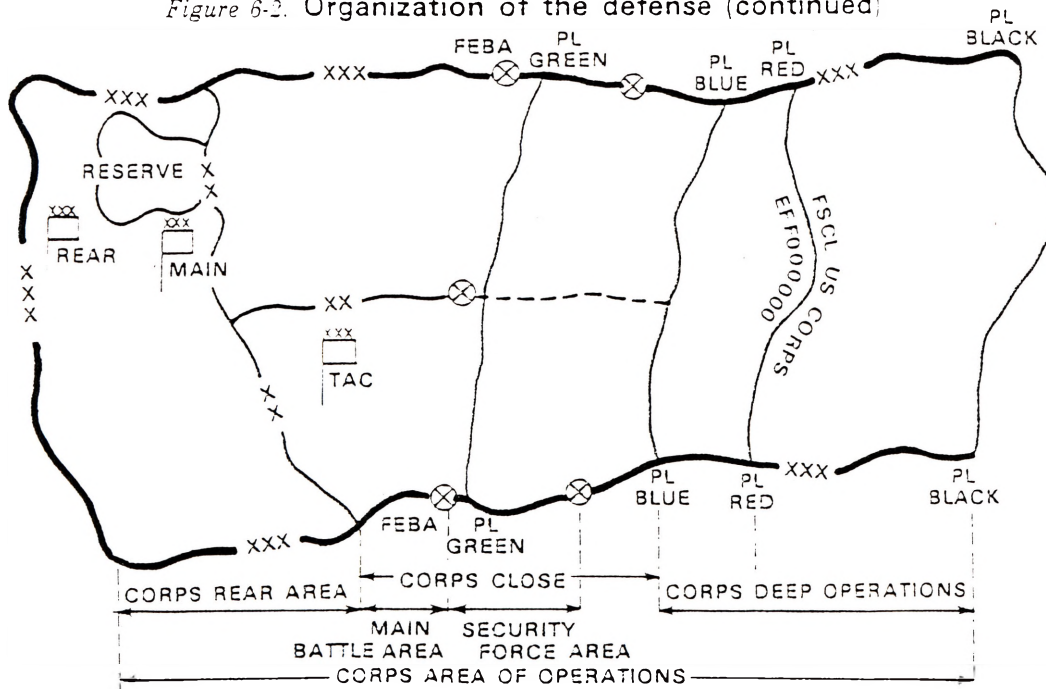 Figure 6-2. Organization of the defense (continued)
PL
BLACK
FEBA
PL
GREEN
PL
BLUE
PL
RED
XXX
XXX
XXX
RESERVE
X
X
XXX
REAR
XXX
MAIN
X
X
X
XX
XXX
TAC
X
X
FSCL US CORPS
EFF000000
XXX
XXX
FEBA
PL
GREEN
PL
BLUE
PL
RED
PL
BLACK
CORPS REAR AREA
CORPS CLOSE
CORPS DEEP OPERATIONS
MAIN
BATTLE AREA
SECURITY
FORCE AREA
CORPS AREA OF OPERATIONS